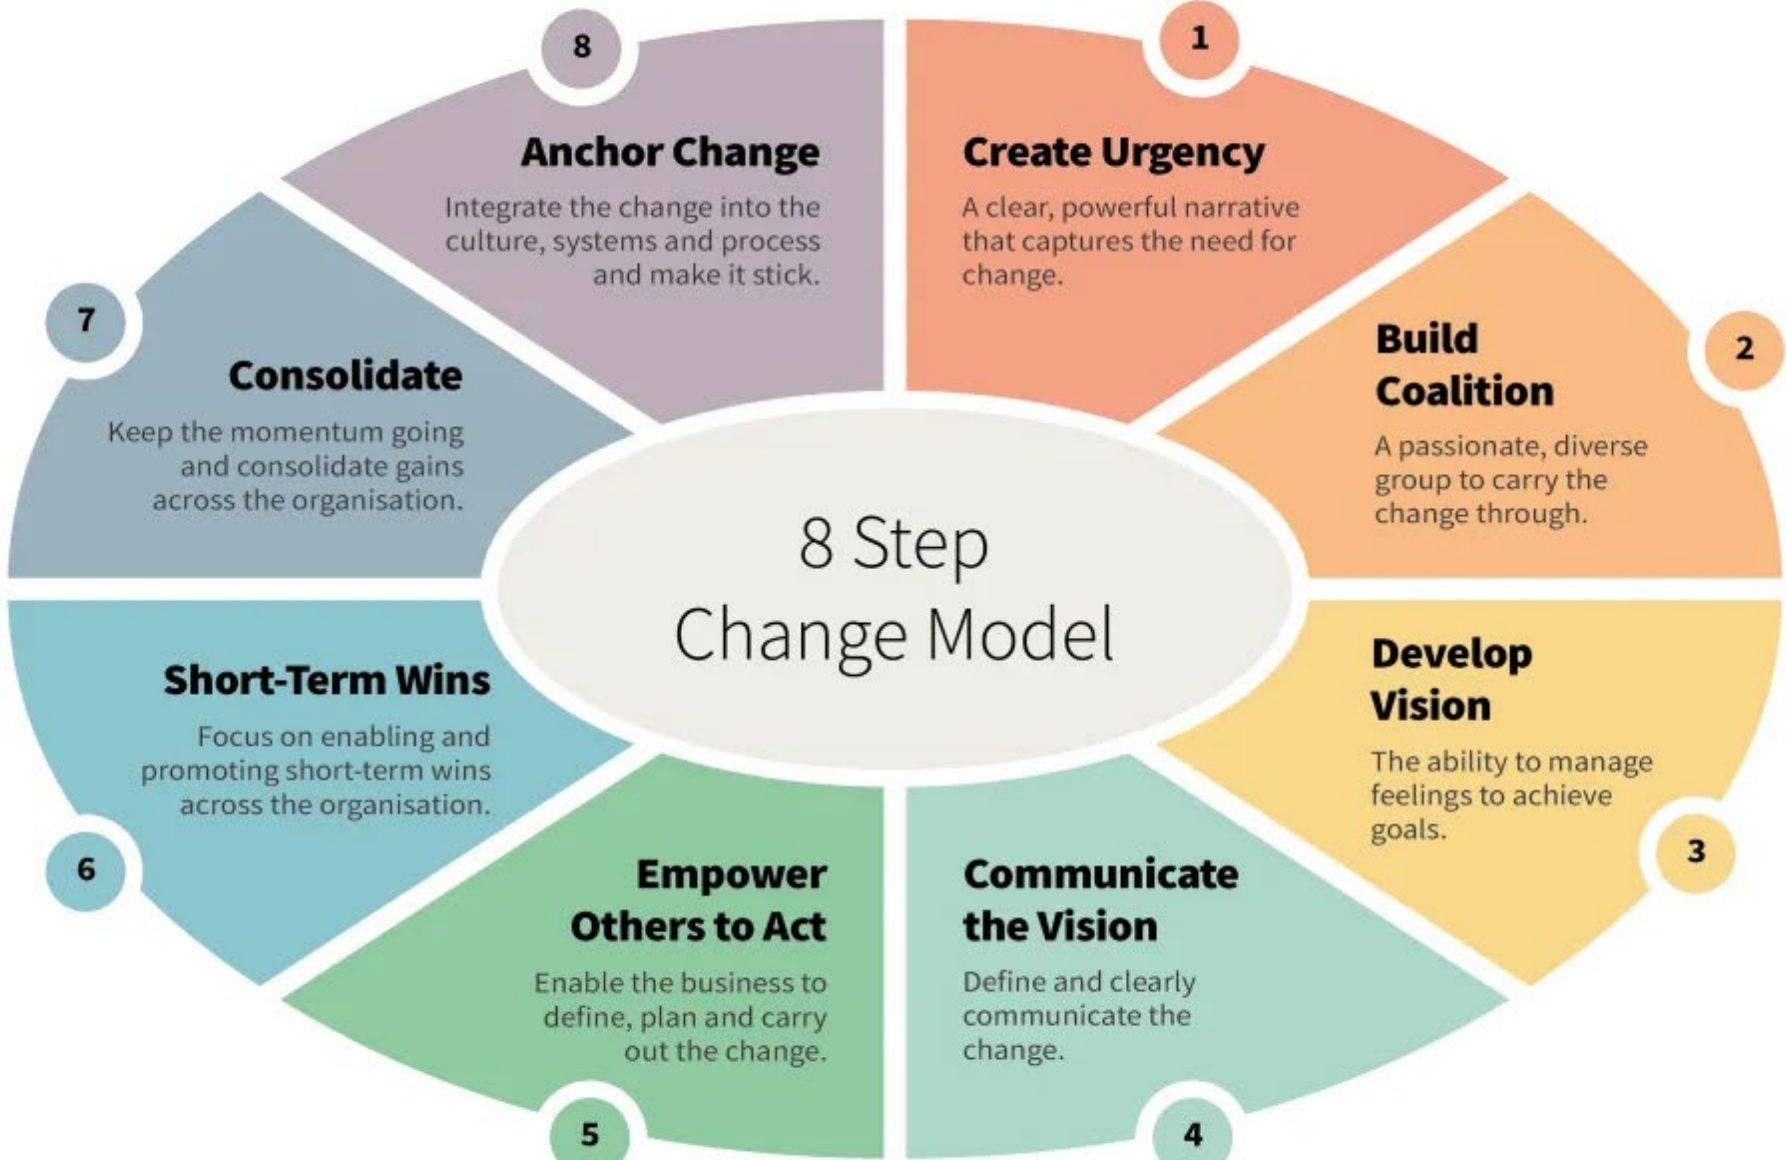 8 Step
Change Model
1
Create Urgency
A clear, powerful narrative
that captures the need for
change.
2
Build
Coalition
A passionate, diverse
group to carry the
change through.
3
Develop
Vision
The ability to manage
feelings to achieve
goals.
4
Communicate
the Vision
Define and clearly
communicate the
change.
5
Empower
Others to Act
Enable the business to
define, plan and carry
out the change.
6
Short-Term Wins
Focus on enabling and
promoting short-term wins
across the organisation.
7
Consolidate
Keep the momentum going
and consolidate gains
across the organisation.
8
Anchor Change
Integrate the change into the
culture, systems and process
and make it stick.